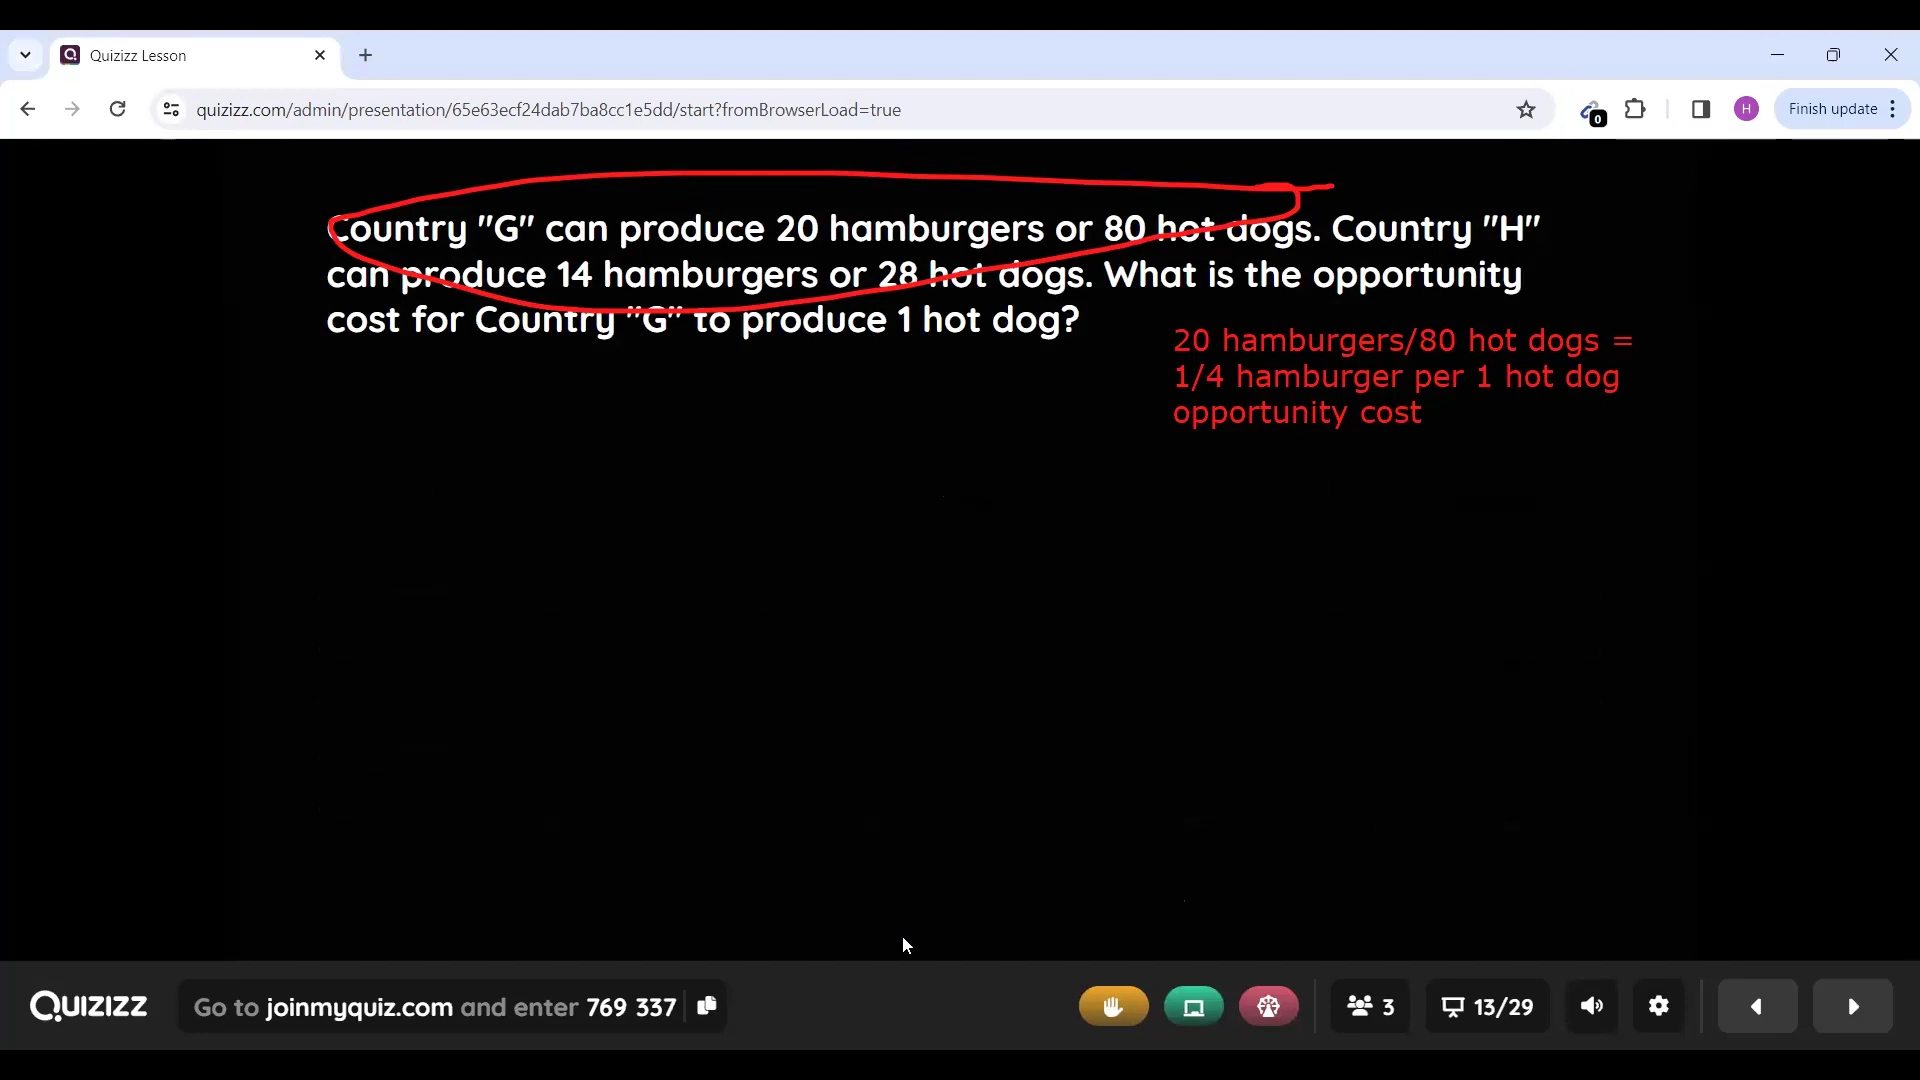 Quizizz Lesson
quizizz.com/admin/presentation/65e63ecf24dab7ba8cc1e5dd/start?fromBrowserLoad=true
0
H
Finish update
Country "G" can produce 20 hamburgers or 80 hot dogs. Country "H"
can produce 14 hamburgers or 28 hot dogs. What is the opportunity
cost for Country "G" to produce 1 hot dog?
20 hamburgers/80 hot dogs =
1/4 hamburger per 1 hot dog
opportunity cost
QUIZIZZ
Go to joinmyquiz.com and enter 769 337
3
13/29